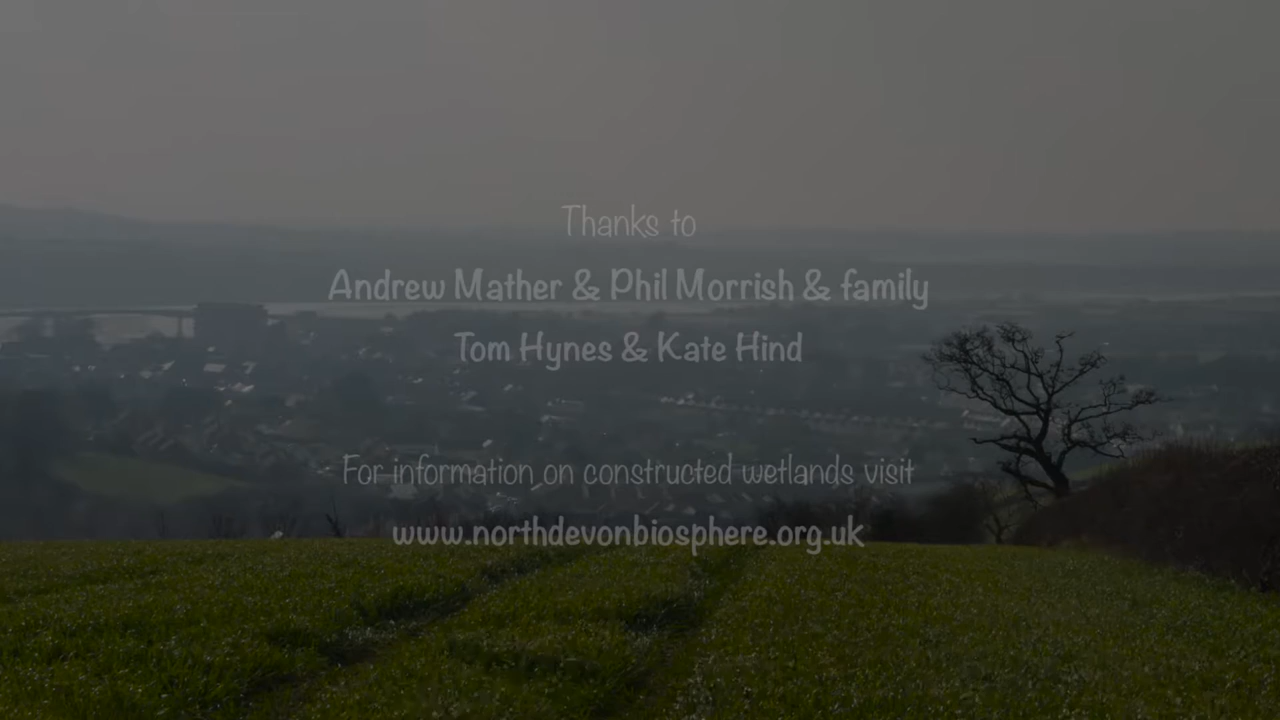 Thanks to
Andrew Mather & Phil Morrish & family
Tom Hynes & Kate Hind
For information on constructed wetlands visit
www.northdevonbiosphere.org.uk